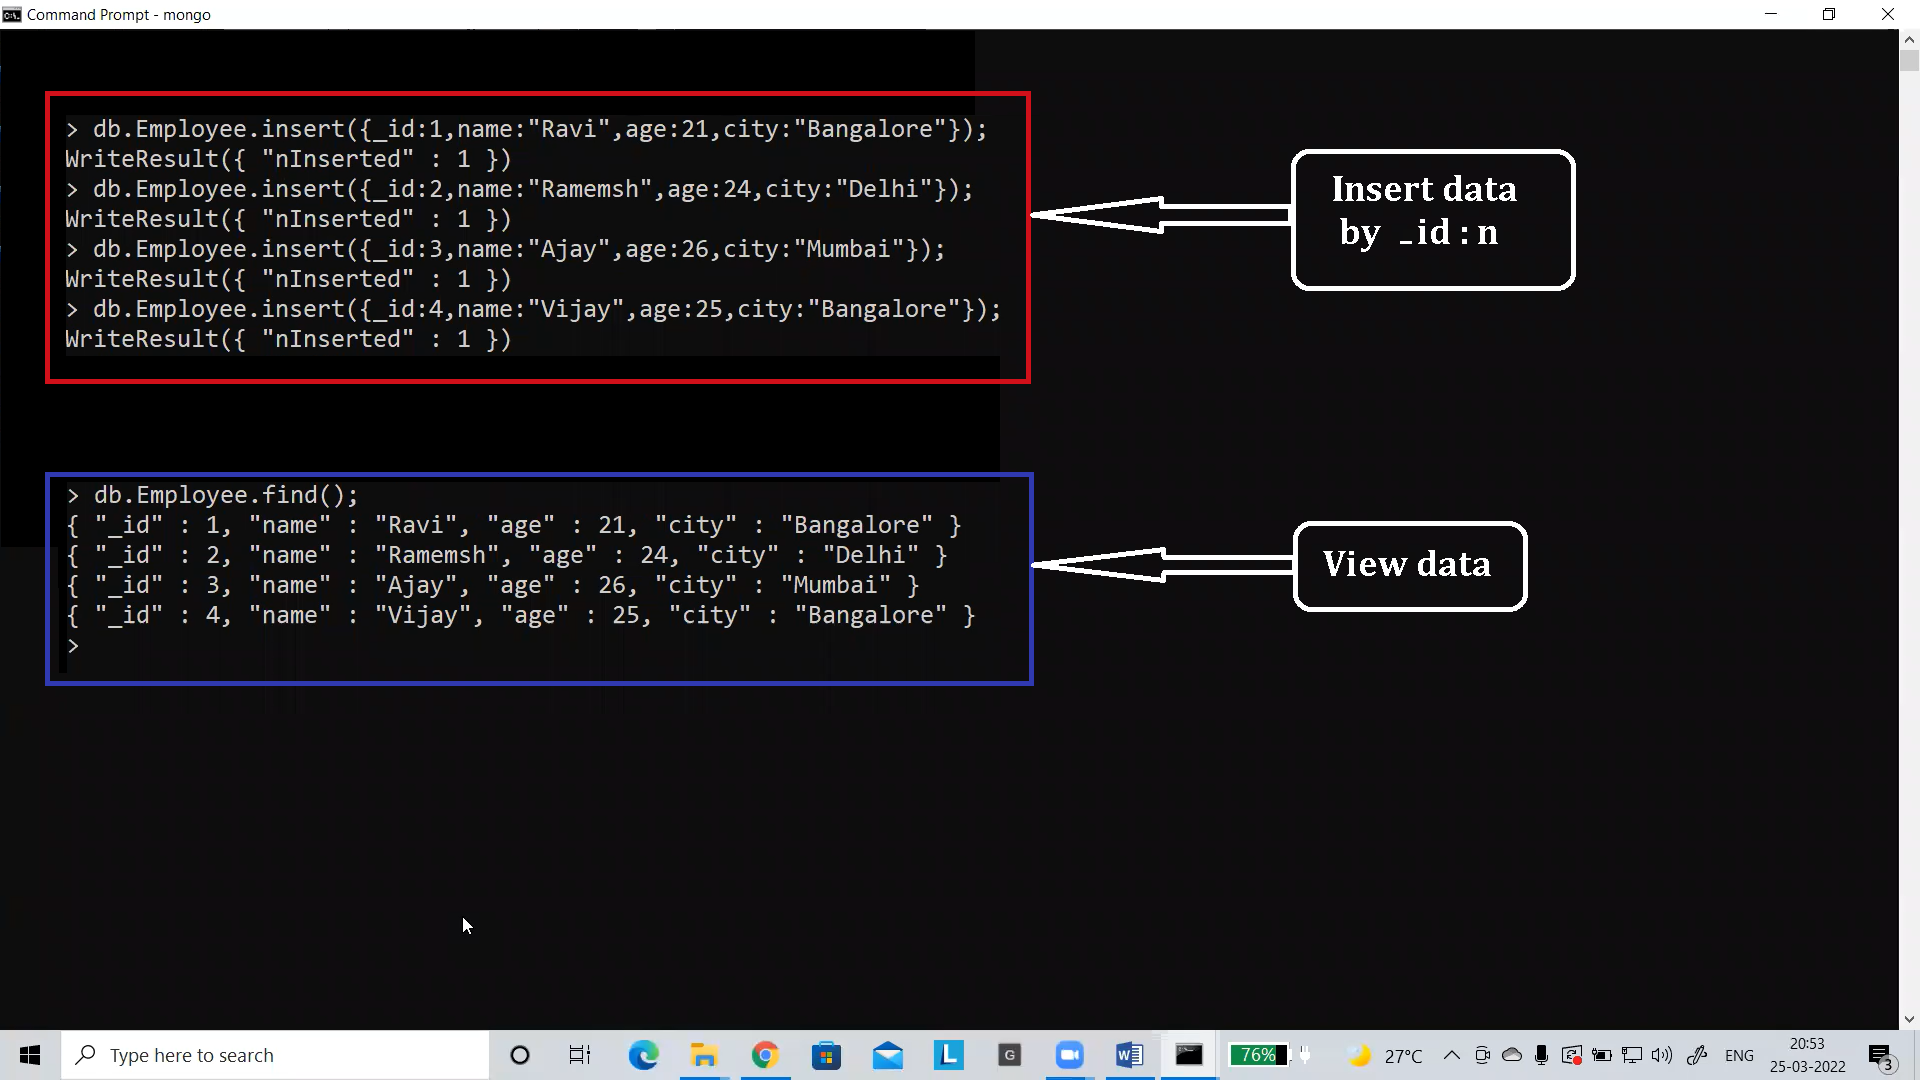 Command Prompt - mongo
> db.Employee.insert({_id:1,name:"Ravi",age:21,city:"Bangalore"});
WriteResult({ "nInserted" : 1 })
> db.Employee.insert({_id:2,name:"Ramemsh",age:24,city:"Delhi"});
WriteResult({ "nInserted" : 1 })
> db.Employee.insert({_id:3,name:"Ajay",age:26,city:"Mumbai"});
WriteResult({ "nInserted" : 1 })
> db.Employee.insert({_id:4,name:"Vijay",age:25,city:"Bangalore"});
WriteResult({ "nInserted" : 1 })
Insert data
by _id : n
> db.Employee.find();
{ "_id" : 1, "name" : "Ravi", "age" : 21, "city" : "Bangalore" }
{ "_id" : 2, "name" : "Ramemsh", "age" : 24, "city" : "Delhi" }
{ "_id" : 3, "name" : "Ajay", "age" : 26, "city" : "Mumbai" }
{ "_id" : 4, "name" : "Vijay", "age" : 25, "city" : "Bangalore" }
>
View data
Type here to search
L
G
W
76%
27°C
ENG
20:53
25-03-2022
3